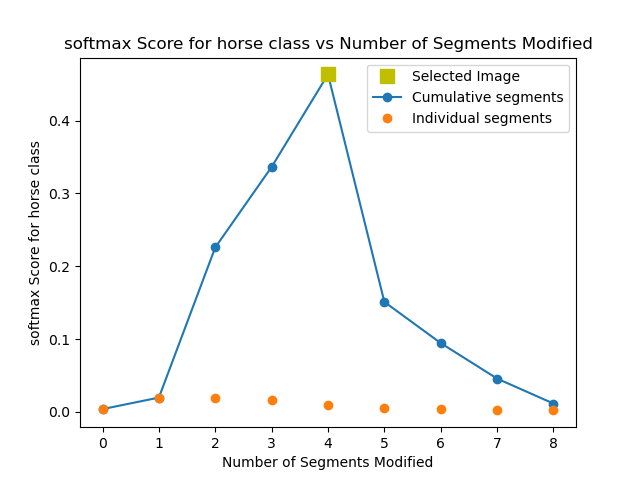 softmax Score for horse class vs Number of Segments Modified
Selected Image
Cumulative segments
Individual segments
softmax Score for horse class
0.4
0.3
0.2
0.1
0.0
0 1 2 3 4 5 6 7 8
Number of Segments Modified